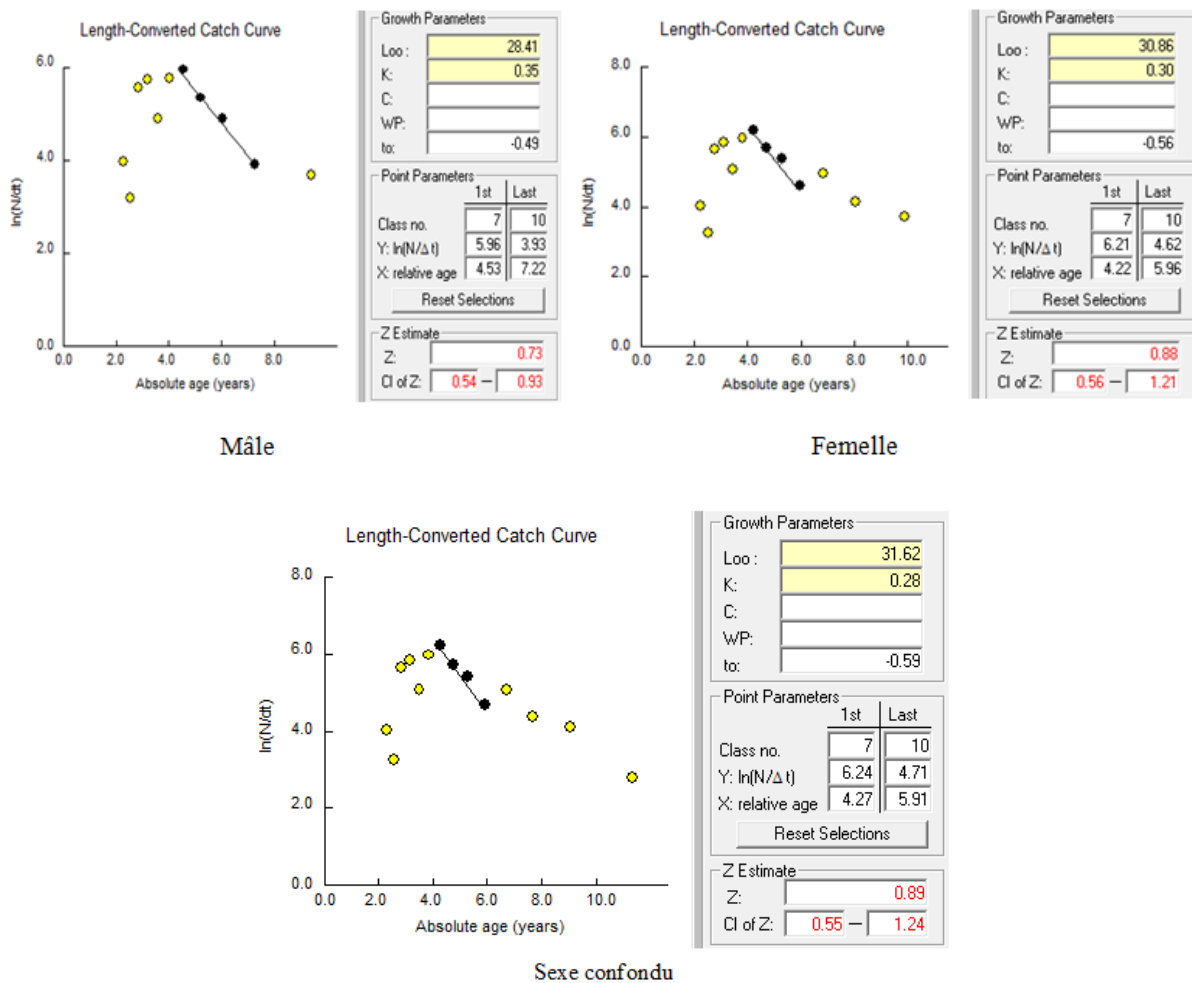 Length-Converted Catch Curve
6.0
4.0
2.0
0.0
ln(N/dt)
0.0 2.0 4.0 6.0 8.0
Absolute age (years)
Growth Parameters
Loo : 28.41
K: 0.35
C:
WP:
to: -0.49
Point Parameters
1st Last
Class no. 7 10
Y: ln(N/Δ t) 5.96 3.93
X: relative age 4.53 7.22
Reset Selections
Z Estimate
Z: 0.73
CI of Z: 0.54 — 0.93
Mâle
Length-Converted Catch Curve
8.0
6.0
4.0
2.0
0.0
ln(N/dt)
0.0 2.0 4.0 6.0 8.0 10.0
Absolute age (years)
Growth Parameters
Loo : 30.86
K: 0.30
C:
WP:
to: -0.56
Point Parameters
1st Last
Class no. 7 10
Y: ln(N/Δ t) 6.21 4.62
X: relative age 4.22 5.96
Reset Selections
Z Estimate
Z: 0.88
CI of Z: 0.56 — 1.21
Femelle
Length-Converted Catch Curve
8.0
6.0
4.0
2.0
0.0
ln(N/dt)
0.0 2.0 4.0 6.0 8.0 10.0
Absolute age (years)
Growth Parameters
Loo : 31.62
K: 0.28
C:
WP:
to: -0.59
Point Parameters
1st Last
Class no. 7 10
Y: ln(N/Δ t) 6.24 4.71
X: relative age 4.27 5.91
Reset Selections
Z Estimate
Z: 0.89
CI of Z: 0.55 — 1.24
Sexe confondu